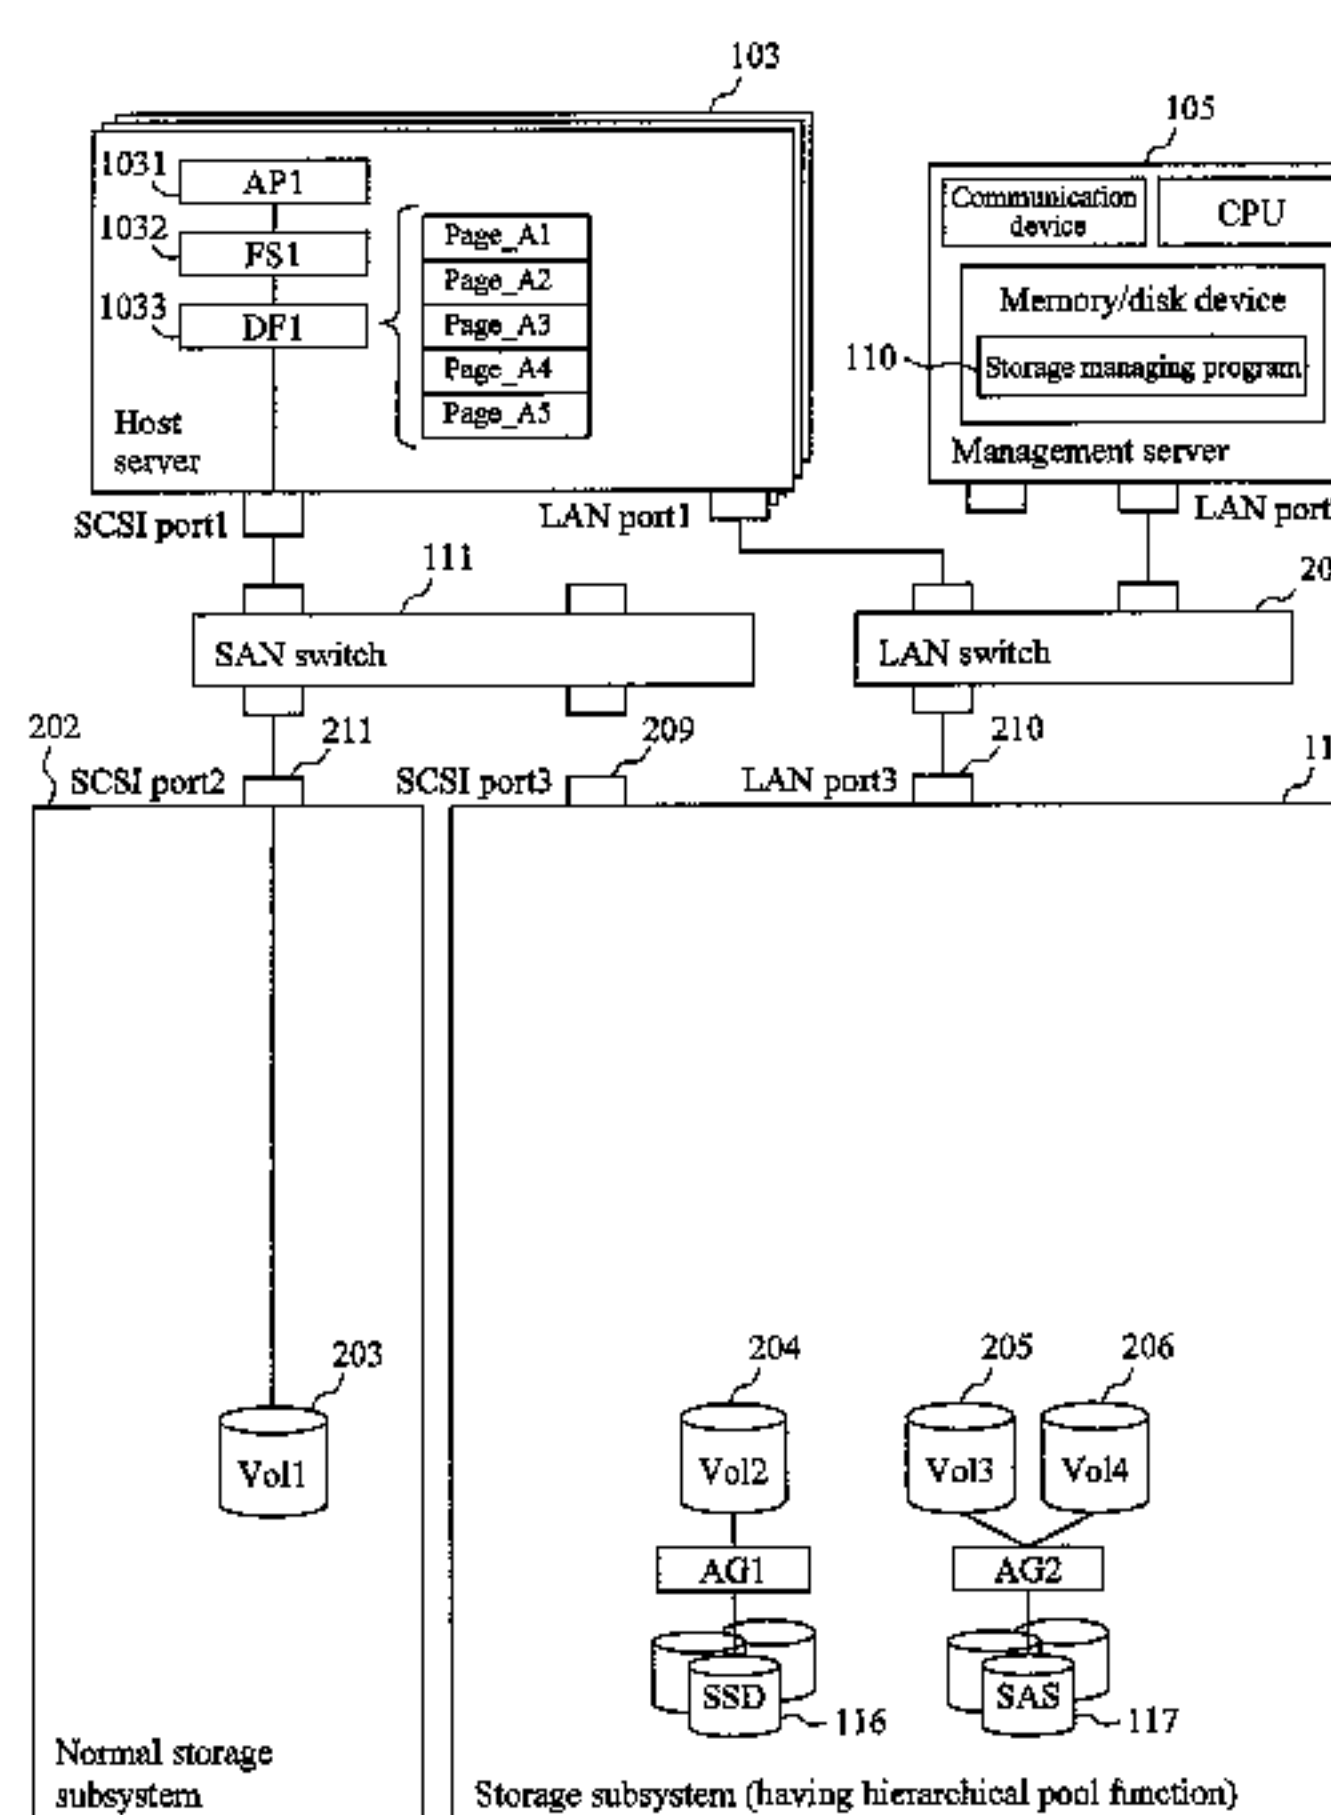 103
105
1031
AP1
Communication
device
CPU
1032
FS1
Page_A1
Page_A2
1033
DF1
Page_A3
Memory/disk device
Page_A4
110
Storage managing program
Page_A5
Host
server
Management server
SCSI port1
LAN port1
LAN port
111
20
SAN switch
LAN switch
202
211
209
210
11
SCSI port2
SCSI port3
LAN port3
203
204
205
206
Vol1
Vol2
Vol3
Vol4
AG1
AG2
SSD
116
SAS
117
Normal storage
subsystem
Storage subsystem (having hierarchical pool function)